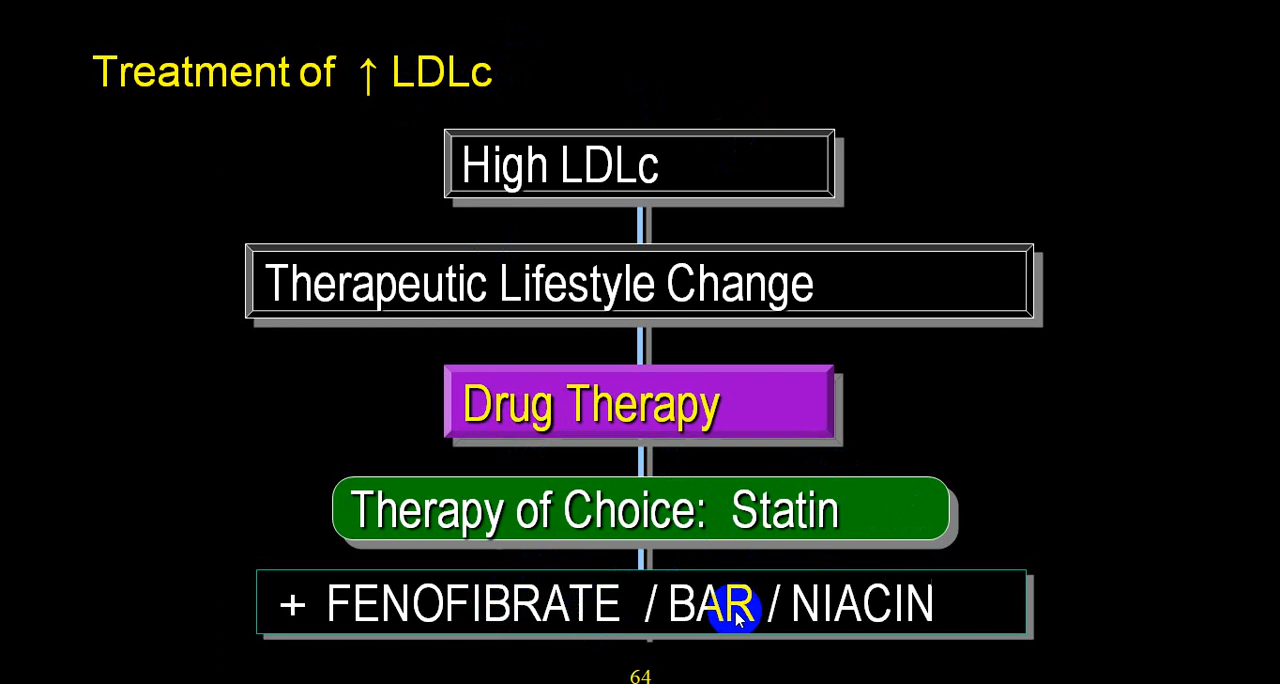 Treatment of ↑ LDLc
High LDLc
Therapeutic Lifestyle Change
Drug Therapy
Therapy of Choice: Statin
+ FENOFIBRATE / BAR / NIACIN
64